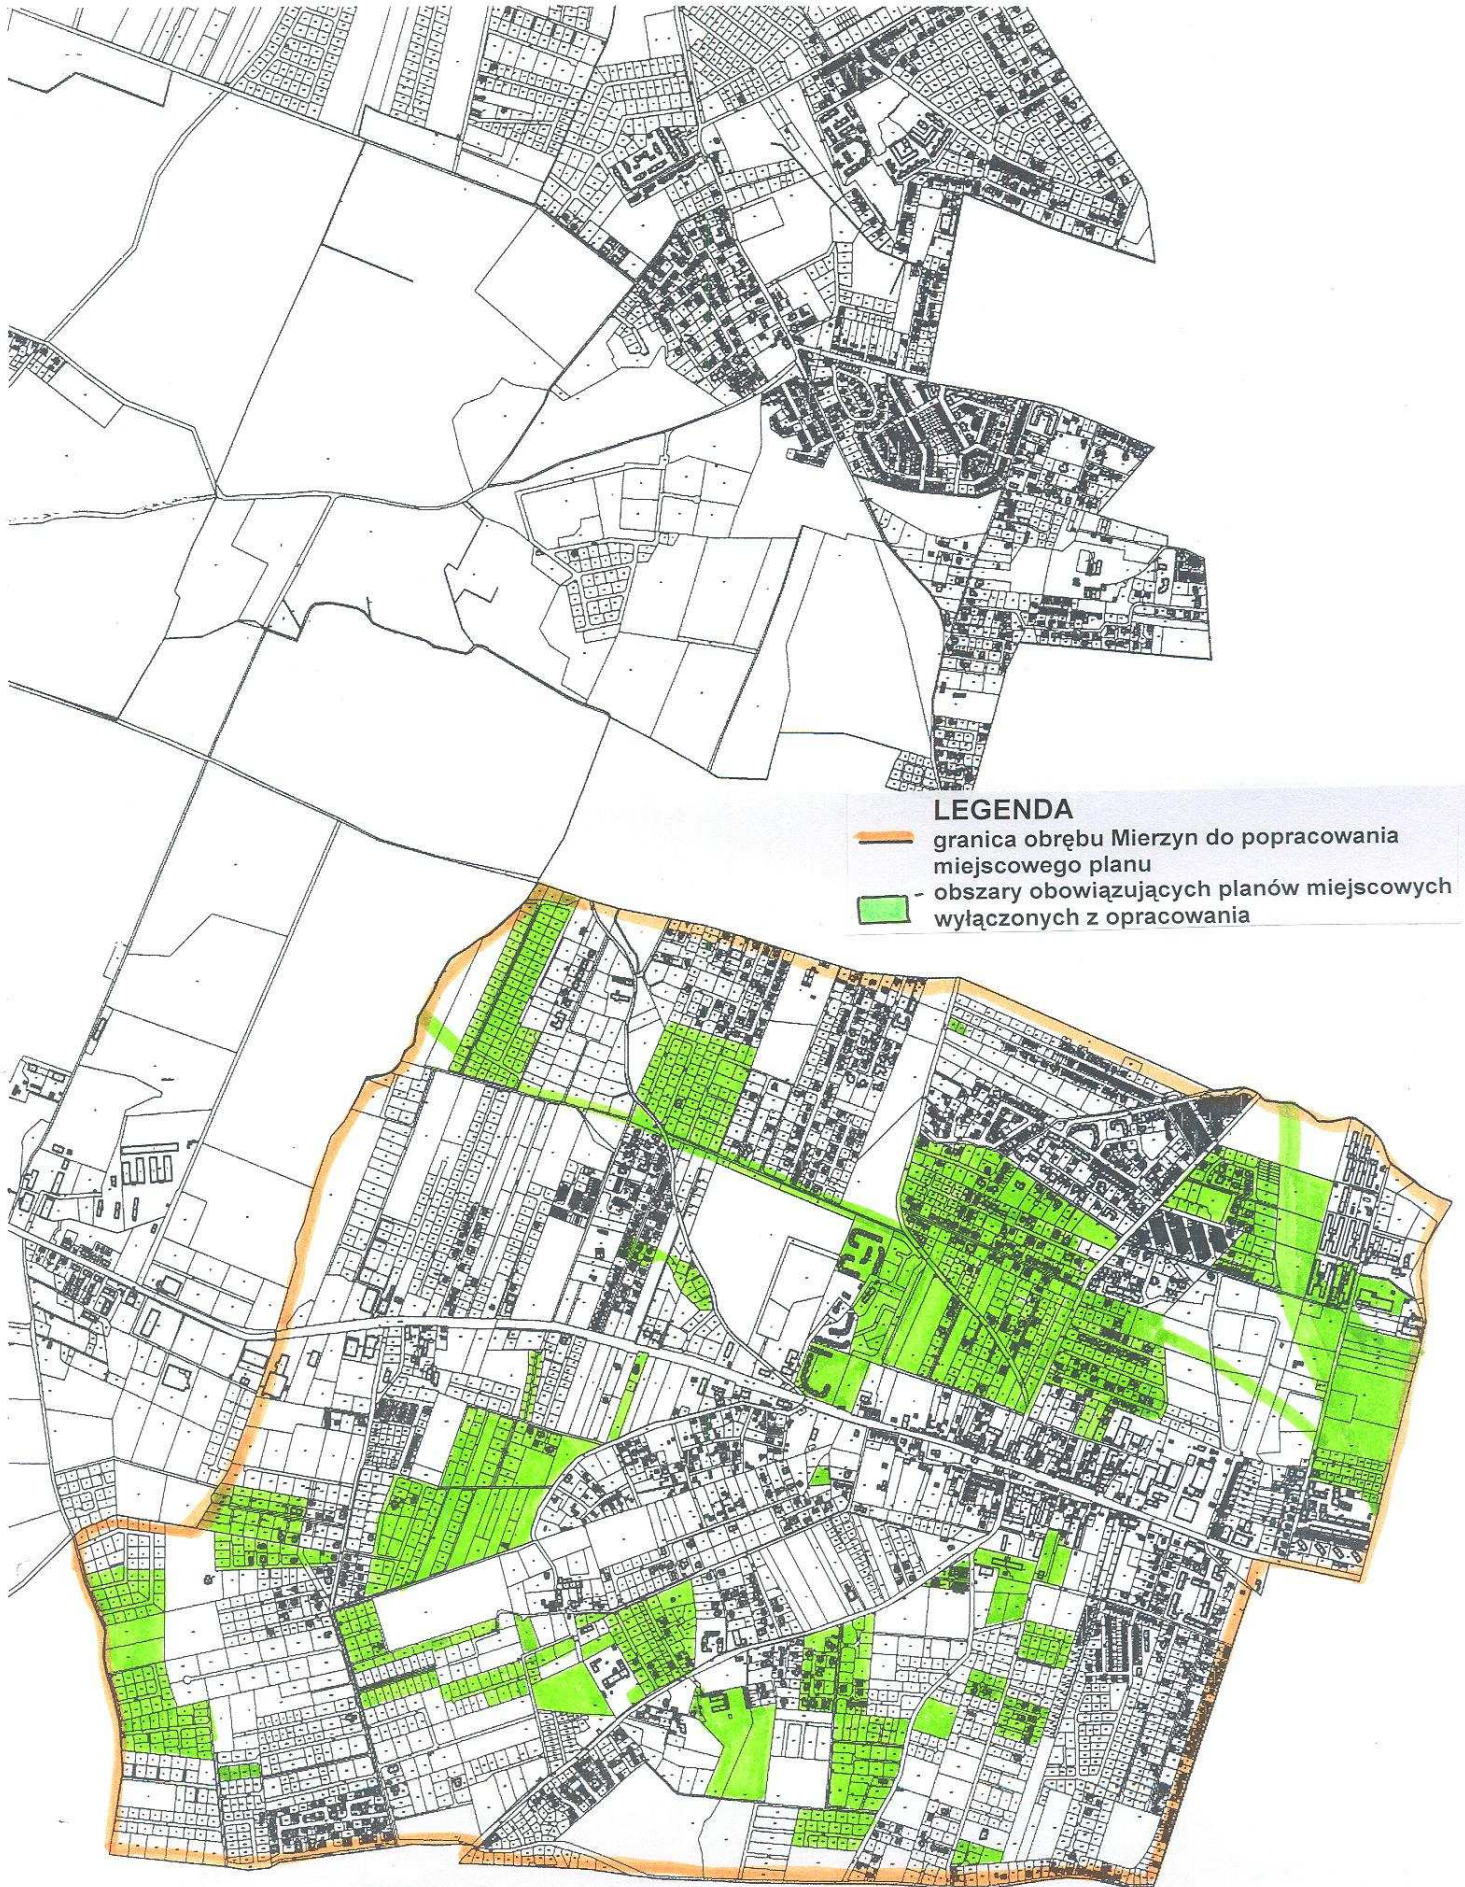 LEGENDA
granica obrębu Mierzyn do popracowania
miejscowego planu
- obszary obowiązujących planów miejscowych
wyłączonych z opracowania